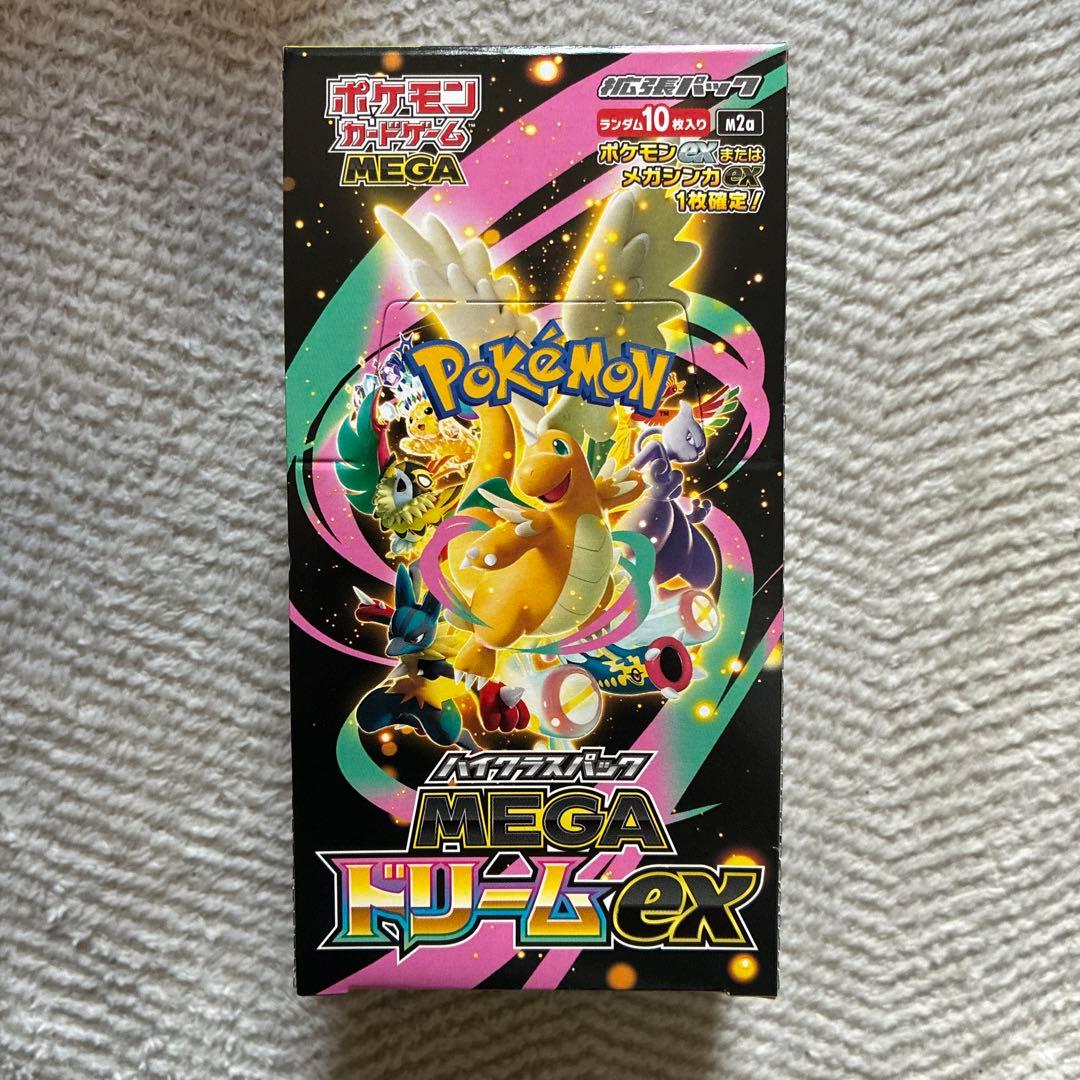 ポケモン
カードゲーム™
MEGA
拡張パック
ランダム10枚入り M2a
ポケモンexまたは
メガシンカex
1枚確定!
POKéMON™
ハイクラスパック
MEGA
ドリームex